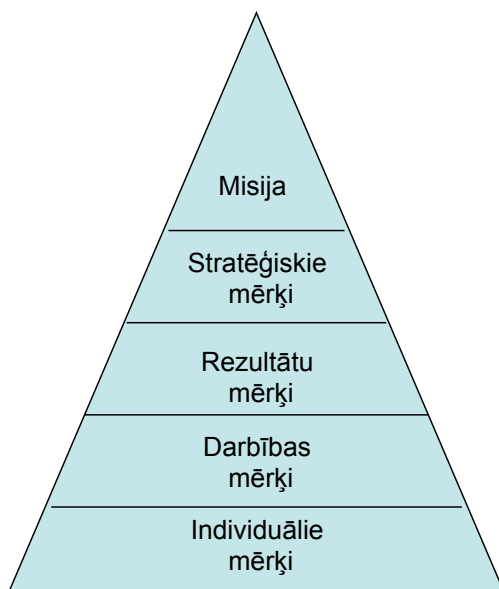 Misija
Stratēģiskie
mērķi
Rezultātu
mērķi
Darbības
mērķi
Individuālie
mērķi